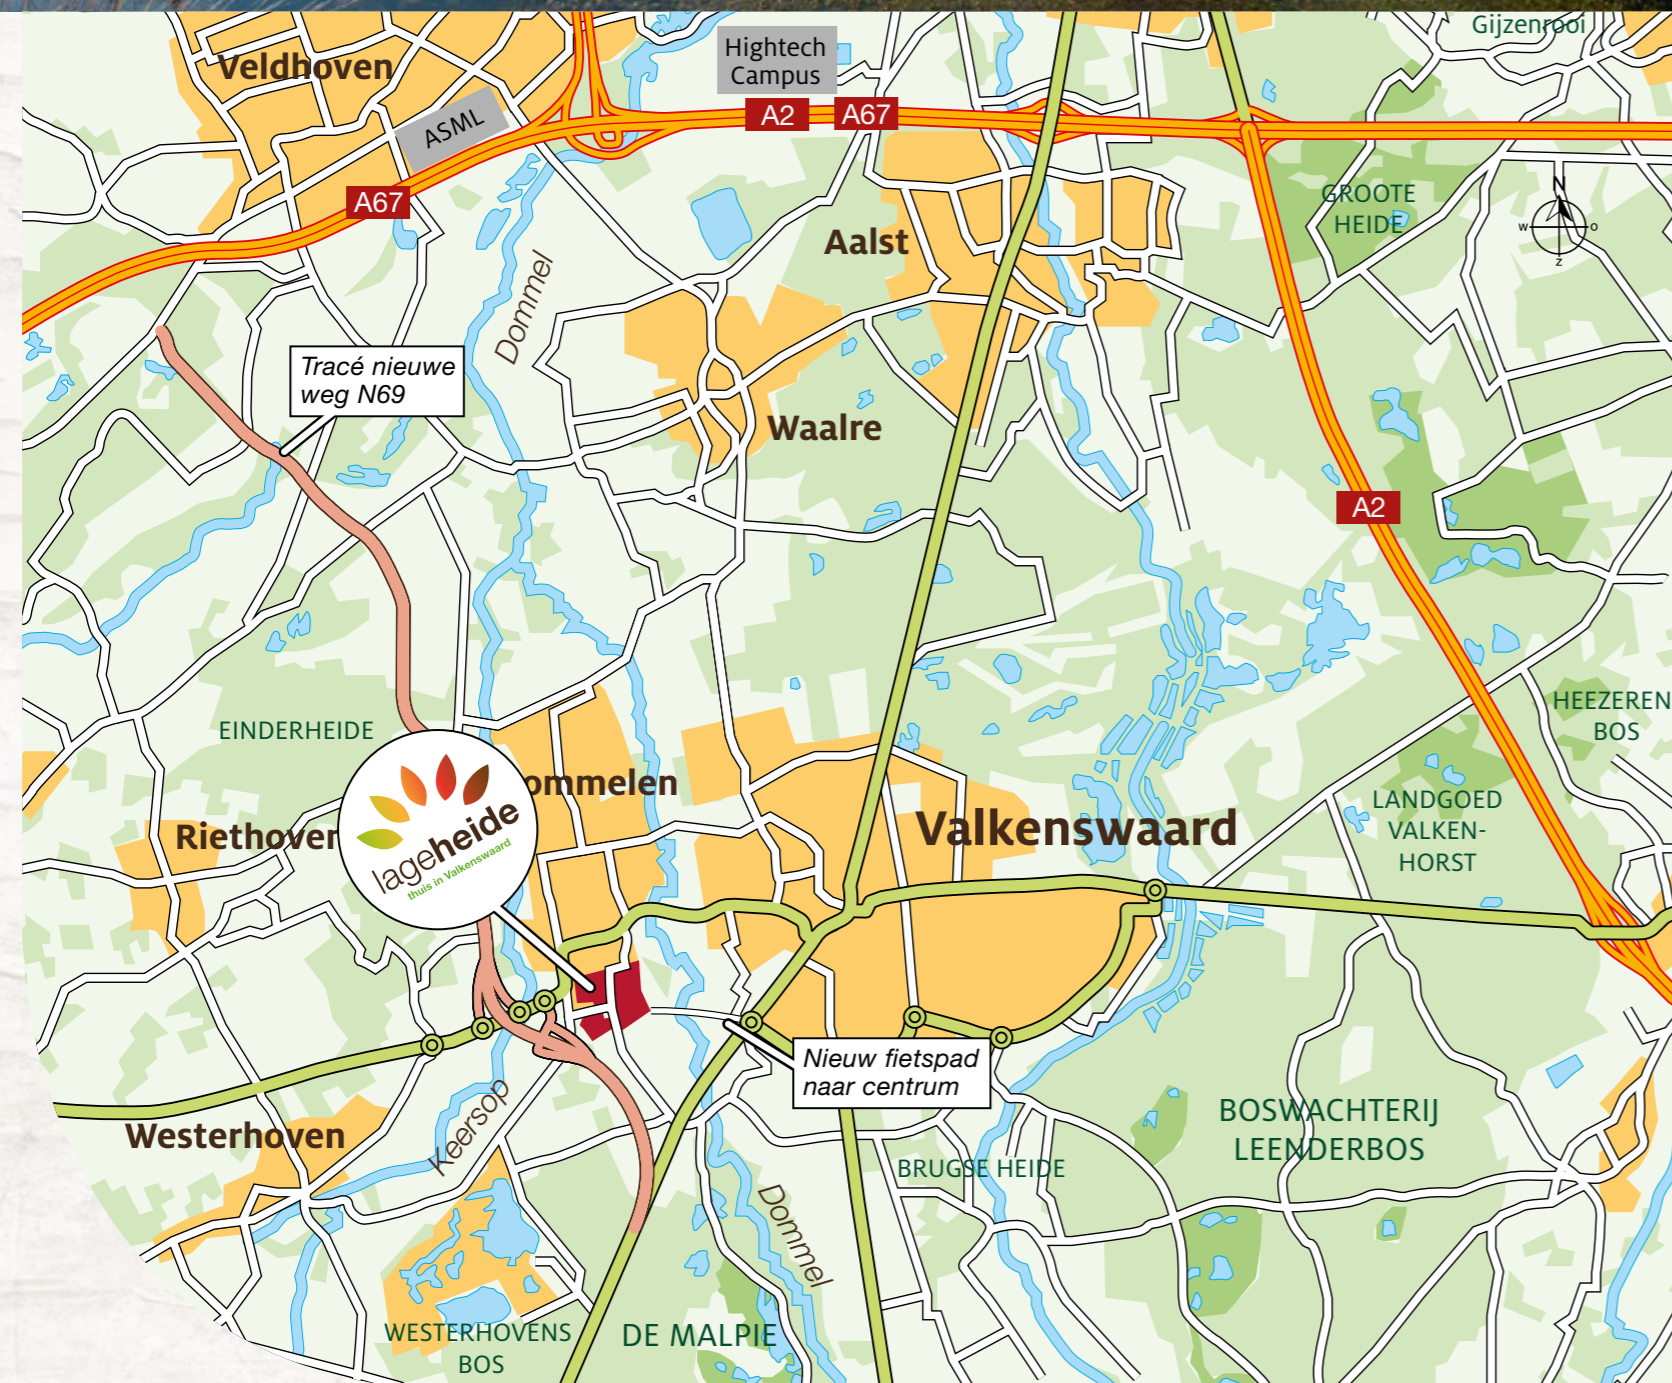 Gijzenrooi
Veldhoven
Hightech
Campus
ASML
A2
A67
A67
GROOTE
HEIDE
N
W
O
Z
Aalst
Dommel
Tracé nieuwe
weg N69
Waalre
A2
EINDERHEIDE
HEEZEREN
BOS
ommelen
LANDGOED
VALKEN-
HORST
Riethoven
Valkenswaard
lageheide
thuis in Valkenswaard
Nieuw fietspad
naar centrum
Keersop
Westerhoven
BOSWACHTERIJ
LEENDERBOS
BRUGSE HEIDE
Dommel
WESTERHOVENS
BOS
DE MALPIE